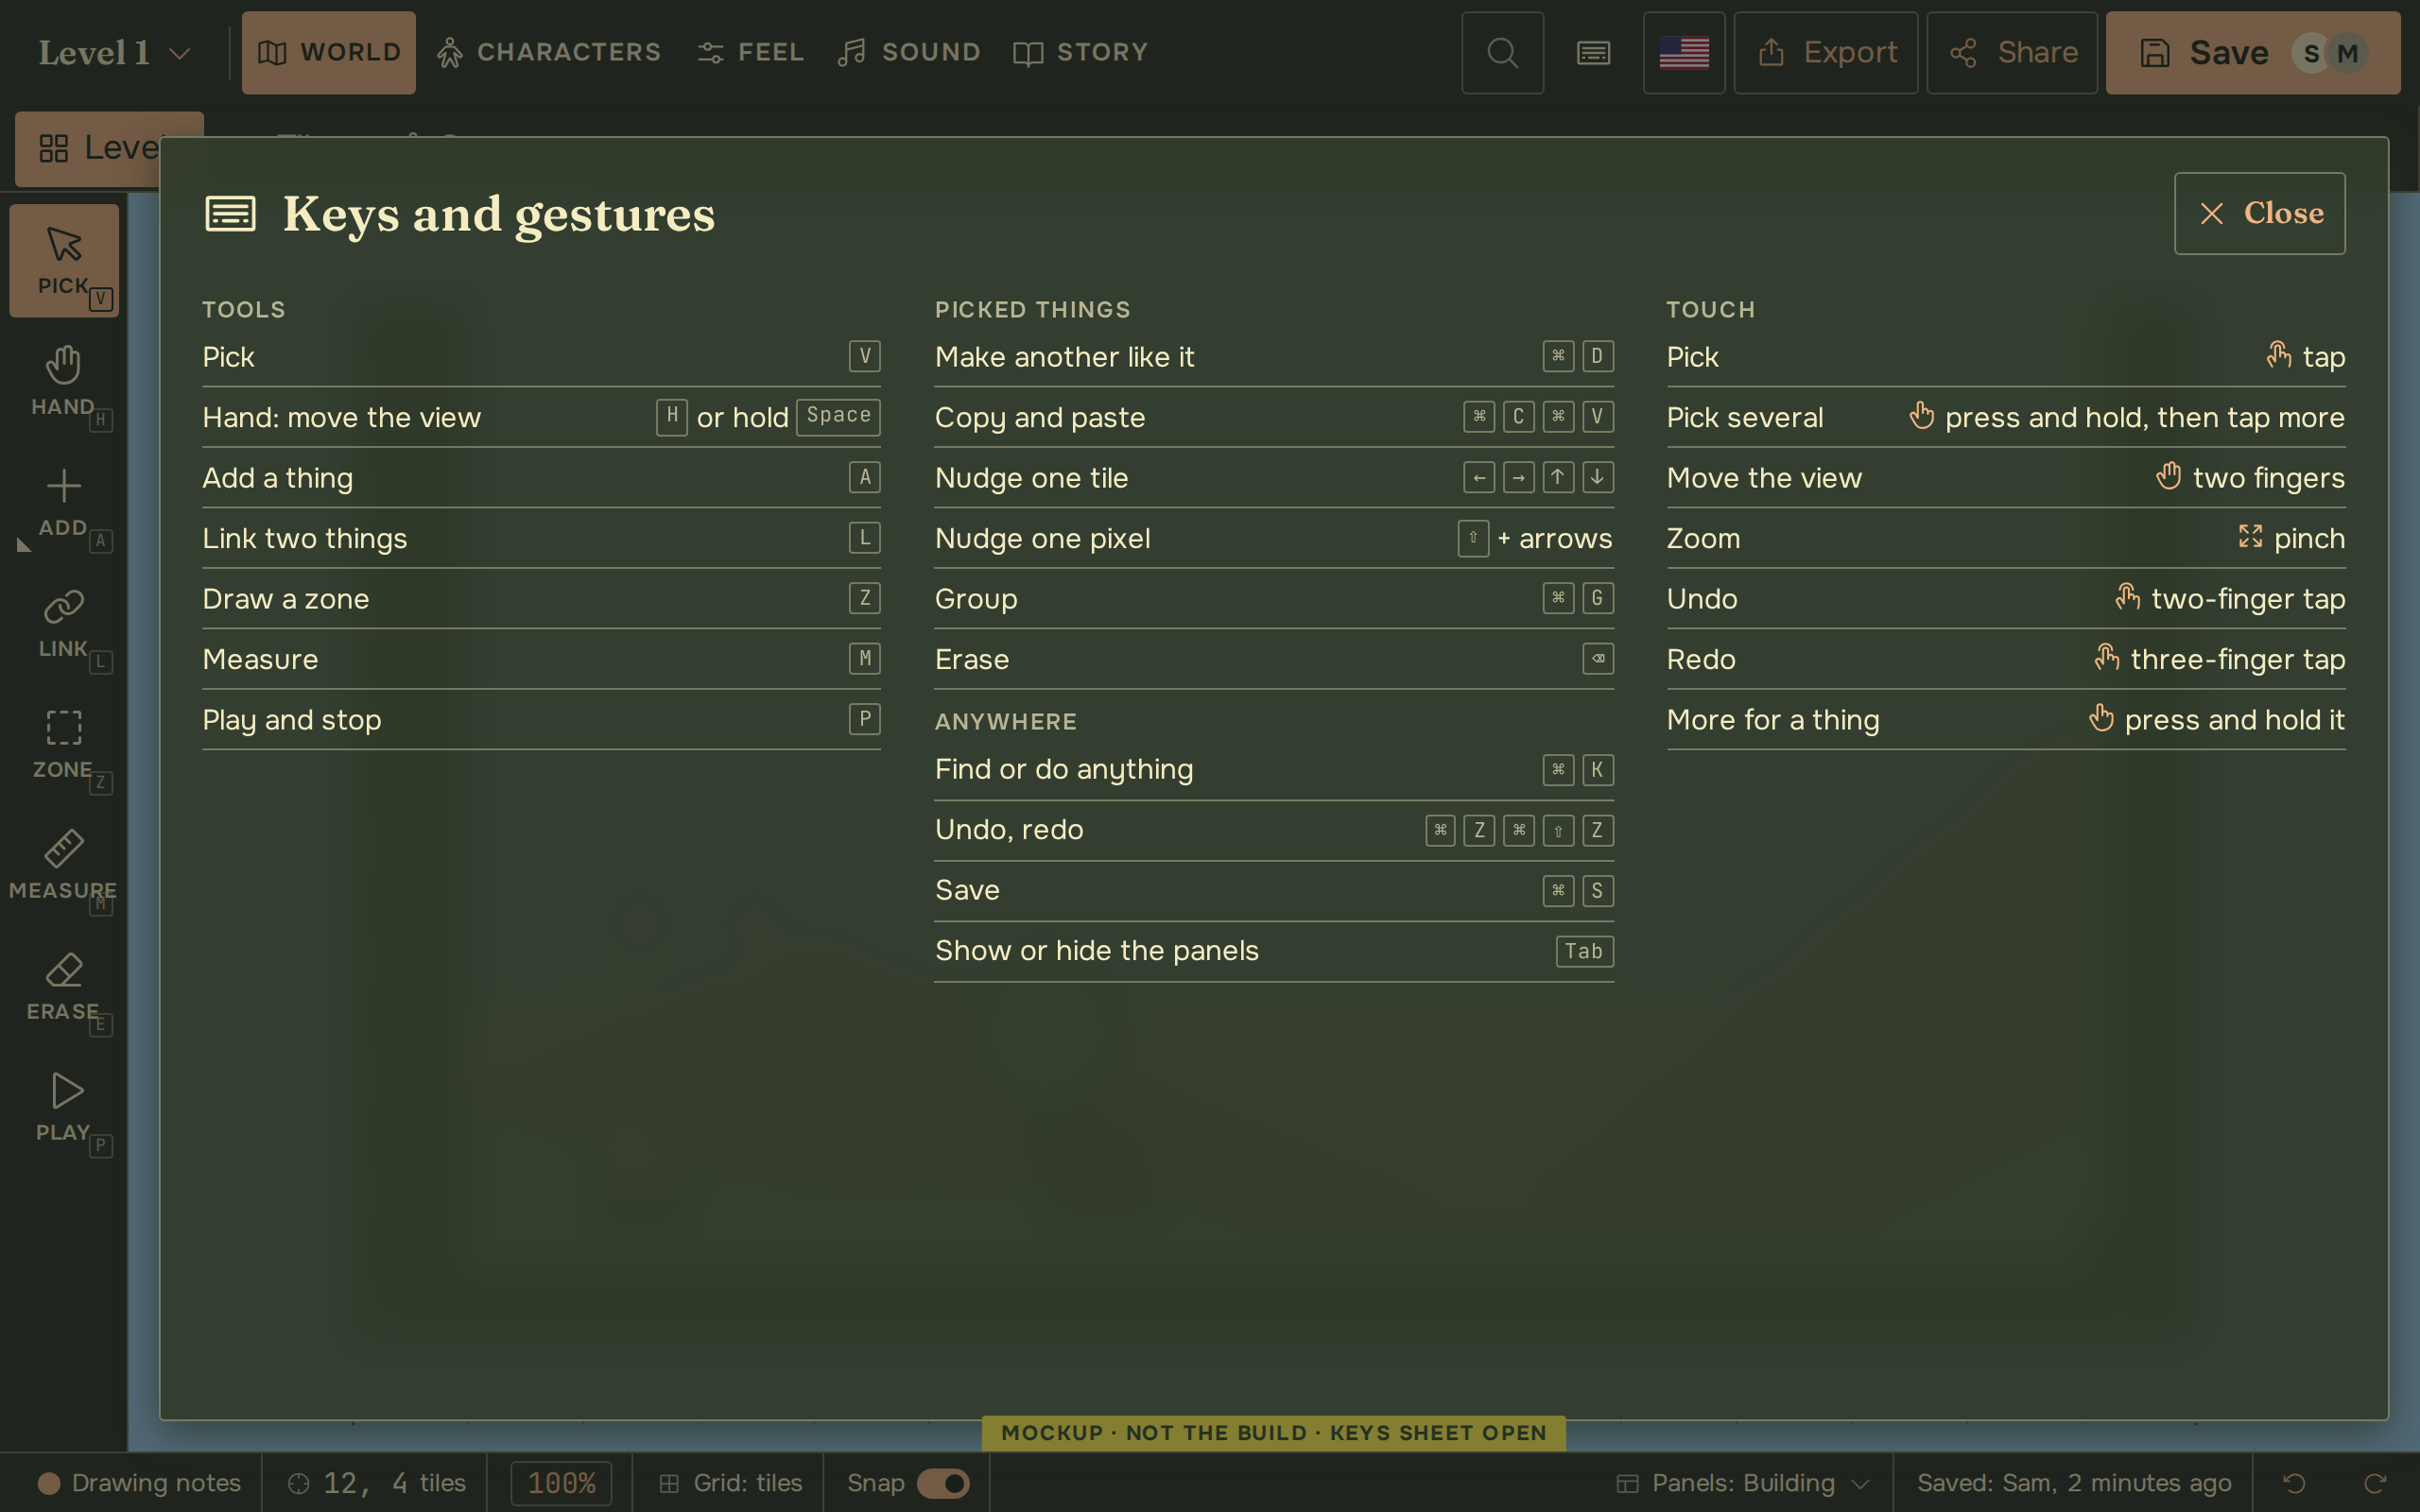 Level 1
WORLD
CHARACTERS
FEEL
SOUND
STORY
Export
Share
Save
S
M
Leve
Keys and gestures
Close
PICK
V
HAND
H
ADD
A
LINK
L
ZONE
Z
MEASURE
M
ERASE
E
PLAY
P
TOOLS
Pick V
Hand: move the view H or hold Space
Add a thing A
Link two things L
Draw a zone Z
Measure M
Play and stop P
PICKED THINGS
Make another like it ⌘ D
Copy and paste ⌘ C ⌘ V
Nudge one tile ← → ↑ ↓
Nudge one pixel ⇧ + arrows
Group ⌘ G
Erase ⌫
ANYWHERE
Find or do anything ⌘ K
Undo, redo ⌘ Z ⌘ ⇧ Z
Save ⌘ S
Show or hide the panels Tab
TOUCH
Pick tap
Pick several press and hold, then tap more
Move the view two fingers
Zoom pinch
Undo two-finger tap
Redo three-finger tap
More for a thing press and hold it
MOCKUP · NOT THE BUILD · KEYS SHEET OPEN
Drawing notes
12, 4 tiles
100%
Grid: tiles
Snap
Panels: Building
Saved: Sam, 2 minutes ago